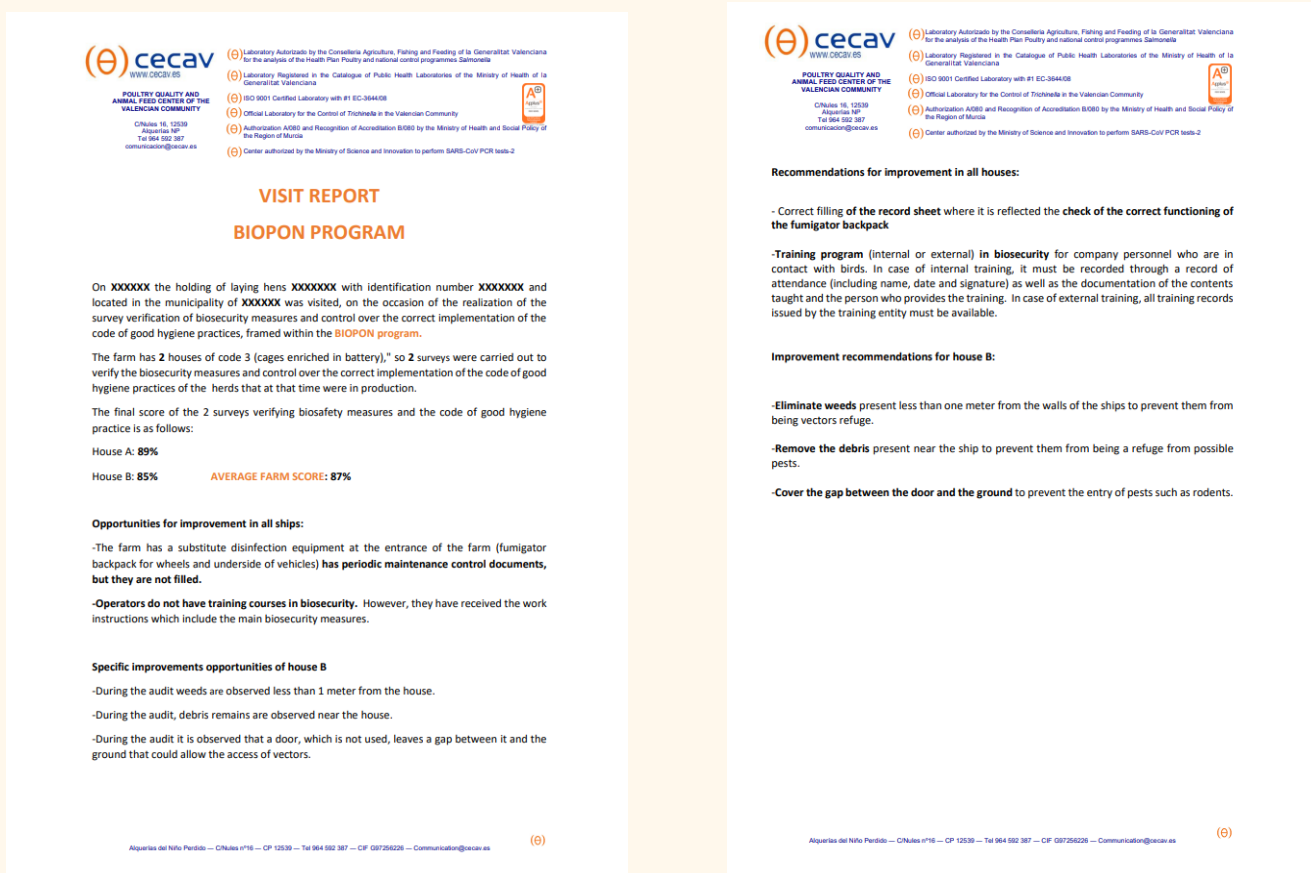 (θ) cecav
www.cecav.es
POULTRY QUALITY AND
ANIMAL FEED CENTER OF THE
VALENCIAN COMMUNITY
C/Nules 16, 12539
Alquerías NP
Tel 964 592 387
comunicacion@cecav.es
(θ) Laboratory Autorizado by the Conselleria Agriculture, Fishing and Feeding of la Generalitat Valenciana
for the analysis of the Health Plan Poultry and national control programmes Salmonella
(θ) Laboratory Registered in the Catalogue of Public Health Laboratories of the Ministry of Health of la
Generalitat Valenciana
(θ) ISO 9001 Certified Laboratory with #1 EC-3644/08
(θ) Official Laboratory for the Control of Trichinella in the Valencian Community
(θ) Authorization A/080 and Recognition of Accreditation B/080 by the Ministry of Health and Social Policy of
the Region of Murcia
(θ) Center authorized by the Ministry of Science and Innovation to perform SARS-CoV PCR tests-2
VISIT REPORT
BIOPON PROGRAM
On XXXXXX the holding of laying hens XXXXXXX with identification number XXXXXXX and
located in the municipality of XXXXXX was visited, on the occasion of the realization of the
survey verification of biosecurity measures and control over the correct implementation of the
code of good hygiene practices, framed within the BIOPON program.
The farm has 2 houses of code 3 (cages enriched in battery)," so 2 surveys were carried out to
verify the biosecurity measures and control over the correct implementation of the code of good
hygiene practices of the herds that at that time were in production.
The final score of the 2 surveys verifying biosafety measures and the code of good hygiene
practice is as follows:
House A: 89%
House B: 85% AVERAGE FARM SCORE: 87%
Opportunities for improvement in all ships:
-The farm has a substitute disinfection equipment at the entrance of the farm (fumigator
backpack for wheels and underside of vehicles) has periodic maintenance control documents,
but they are not filled.
-Operators do not have training courses in biosecurity. However, they have received the work
instructions which include the main biosecurity measures.
Specific improvements opportunities of house B
-During the audit weeds are observed less than 1 meter from the house.
-During the audit, debris remains are observed near the house.
-During the audit it is observed that a door, which is not used, leaves a gap between it and the
ground that could allow the access of vectors.
(θ)
Alquerías del Niño Perdido — C/Nules nº16 — CP 12539 — Tel 964 592 387 — CIF G97256226 — Communication@cecav.es
(θ) cecav
www.cecav.es
POULTRY QUALITY AND
ANIMAL FEED CENTER OF THE
VALENCIAN COMMUNITY
C/Nules 16, 12539
Alquerías NP
Tel 964 592 387
comunicacion@cecav.es
(θ) Laboratory Autorizado by the Conselleria Agriculture, Fishing and Feeding of la Generalitat Valenciana
for the analysis of the Health Plan Poultry and national control programmes Salmonella
(θ) Laboratory Registered in the Catalogue of Public Health Laboratories of the Ministry of Health of la
Generalitat Valenciana
(θ) ISO 9001 Certified Laboratory with #1 EC-3644/08
(θ) Official Laboratory for the Control of Trichinella in the Valencian Community
(θ) Authorization A/080 and Recognition of Accreditation B/080 by the Ministry of Health and Social Policy of
the Region of Murcia
(θ) Center authorized by the Ministry of Science and Innovation to perform SARS-CoV PCR tests-2
Recommendations for improvement in all houses:
- Correct filling of the record sheet where it is reflected the check of the correct functioning of
the fumigator backpack
-Training program (internal or external) in biosecurity for company personnel who are in
contact with birds. In case of internal training, it must be recorded through a record of
attendance (including name, date and signature) as well as the documentation of the contents
taught and the person who provides the training. In case of external training, all training records
issued by the training entity must be available.
Improvement recommendations for house B:
-Eliminate weeds present less than one meter from the walls of the ships to prevent them from
being vectors refuge.
-Remove the debris present near the ship to prevent them from being a refuge from possible
pests.
-Cover the gap between the door and the ground to prevent the entry of pests such as rodents.
(θ)
Alquerías del Niño Perdido — C/Nules nº16 — CP 12539 — Tel 964 592 387 — CIF G97256226 — Communication@cecav.es